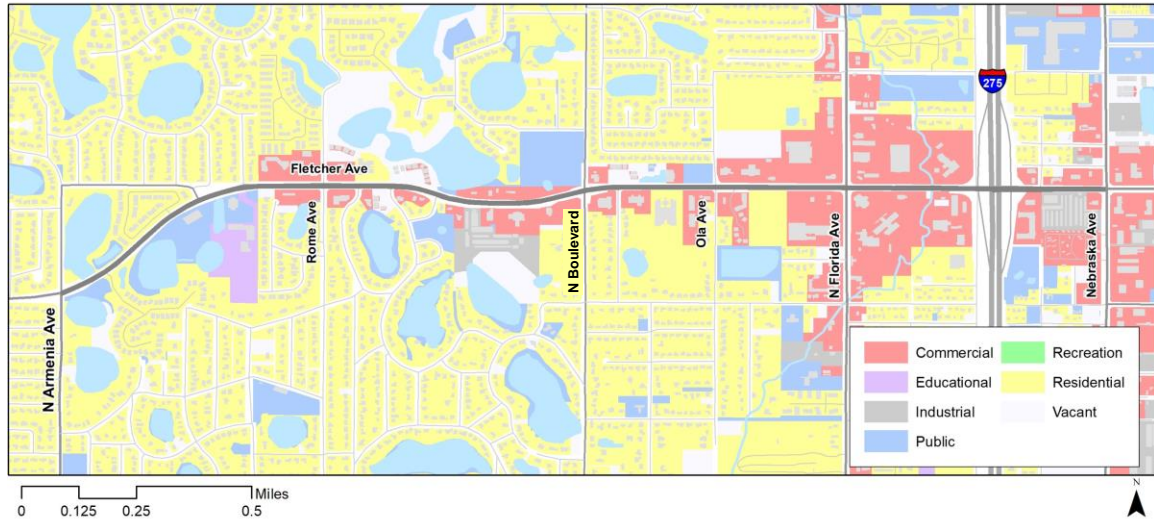 275
Fletcher Ave
Rome Ave
N Boulevard
Ola Ave
N Florida Ave
Nebraska Ave
N Armenia Ave
Commercial
Recreation
Educational
Residential
Industrial
Vacant
Public
Miles
0 0.125 0.25 0.5
N